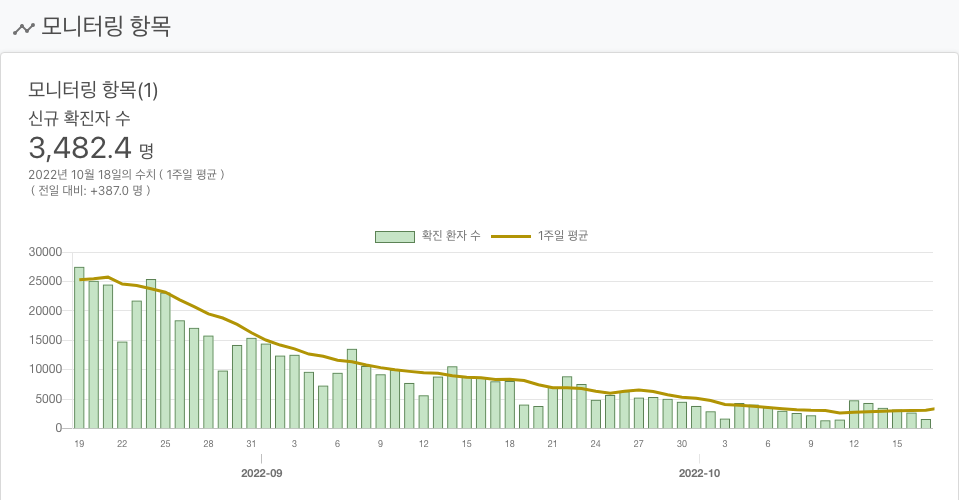 모니터링 항목
모니터링 항목(1)
신규 확진자 수
3,482.4 명
2022년 10월 18일의 수치 ( 1주일 평균 )
( 전일 대비: +387.0 명 )
확진 환자 수 1주일 평균
30000
25000
20000
15000
10000
5000
0
19 22 25 28 31 3 6 9 12 15 18 21 24 27 30 3 6 9 12 15
2022-09 2022-10